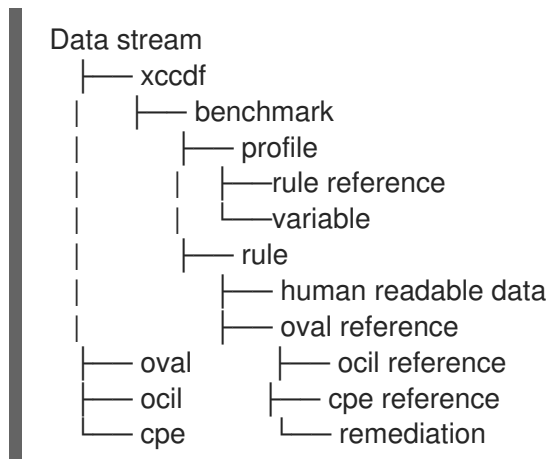 Data stream
├── xccdf
|      ├── benchmark
|            ├── profile
|            |    ├──rule reference
|            |    └──variable
|            ├── rule
|                  ├── human readable data
|                  ├── oval reference
├── oval          ├── ocil reference
├── ocil          ├── cpe reference
└── cpe          └── remediation